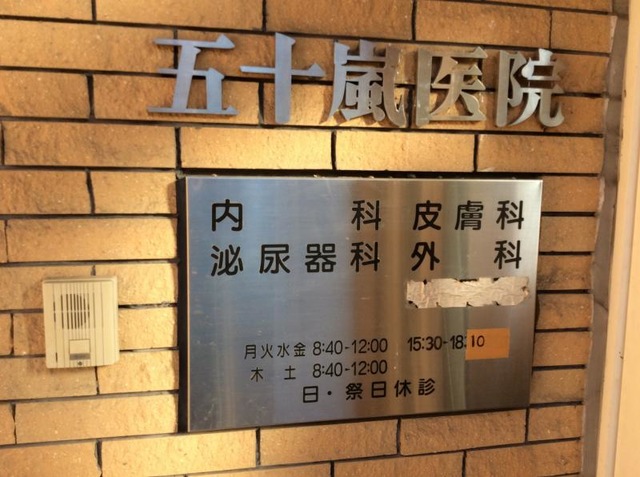 五十嵐医院
内科 皮膚科
泌尿器科 外科
月火水金 8:40-12:00 15:30-18:10
木土 8:40-12:00
日・祭日休診